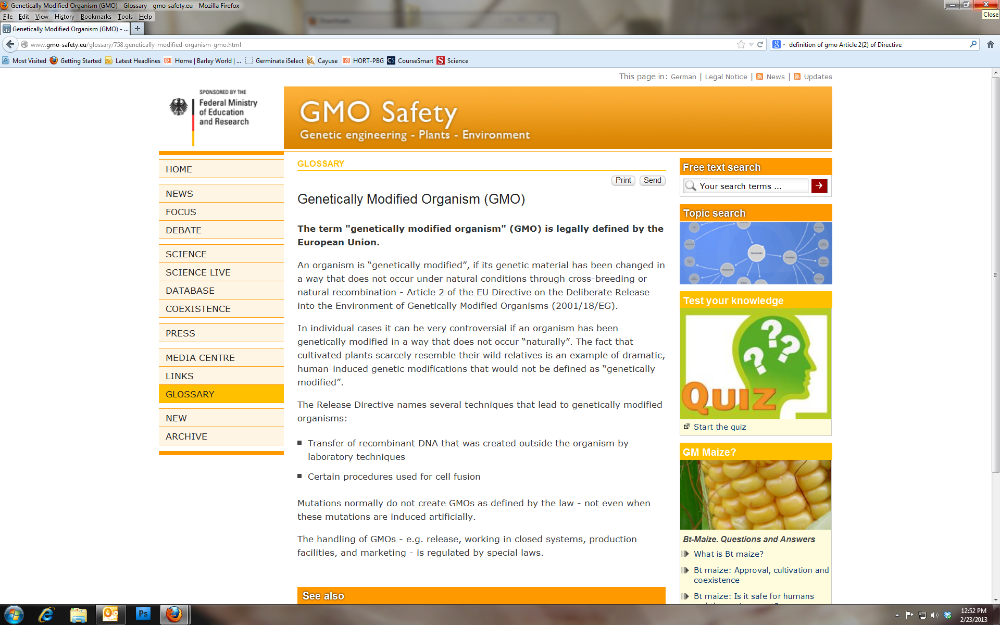 Genetically Modified Organism (GMO) - Glossary - gmo-safety.eu - Mozilla Firefox
Close
File Edit View History Bookmarks Tools Help
Genetically Modified Organism (GMO) - ...
www.gmo-safety.eu/glossary/758.genetically-modified-organism-gmo.html
definition of gmo Article 2(2) of Directive
Most Visited Getting Started Latest Headlines OSU Home | Barley World | ... Germinate iSelect Cayuse OSU HORT-PBG CS CourseSmart S Science
This page in: German | Legal Notice | News | Updates
SPONSORED BY THE
Federal Ministry
of Education
and Research
GMO Safety
Genetic engineering - Plants - Environment
HOME
NEWS
FOCUS
DEBATE
SCIENCE
SCIENCE LIVE
DATABASE
COEXISTENCE
PRESS
MEDIA CENTRE
LINKS
GLOSSARY
NEW
ARCHIVE
GLOSSARY
Print Send
Genetically Modified Organism (GMO)
The term "genetically modified organism" (GMO) is legally defined by the
European Union.
An organism is “genetically modified”, if its genetic material has been changed in
a way that does not occur under natural conditions through cross-breeding or
natural recombination - Article 2 of the EU Directive on the Deliberate Release
into the Environment of Genetically Modified Organisms (2001/18/EG).
In individual cases it can be very controversial if an organism has been
genetically modified in a way that does not occur “naturally”. The fact that
cultivated plants scarcely resemble their wild relatives is an example of dramatic,
human-induced genetic modifications that would not be defined as “genetically
modified”.
The Release Directive names several techniques that lead to genetically modified
organisms:
Transfer of recombinant DNA that was created outside the organism by
laboratory techniques
Certain procedures used for cell fusion
Mutations normally do not create GMOs as defined by the law - not even when
these mutations are induced artificially.
The handling of GMOs - e.g. release, working in closed systems, production
facilities, and marketing - is regulated by special laws.
See also
Free text search
Your search terms ...
Topic search
Test your knowledge
???
QUIZ
Start the quiz
GM Maize?
Bt-Maize. Questions and Answers
What is Bt maize?
Bt maize: Approval, cultivation and
coexistence
Bt maize: Is it safe for humans
Ps
12:52 PM
2/23/2013